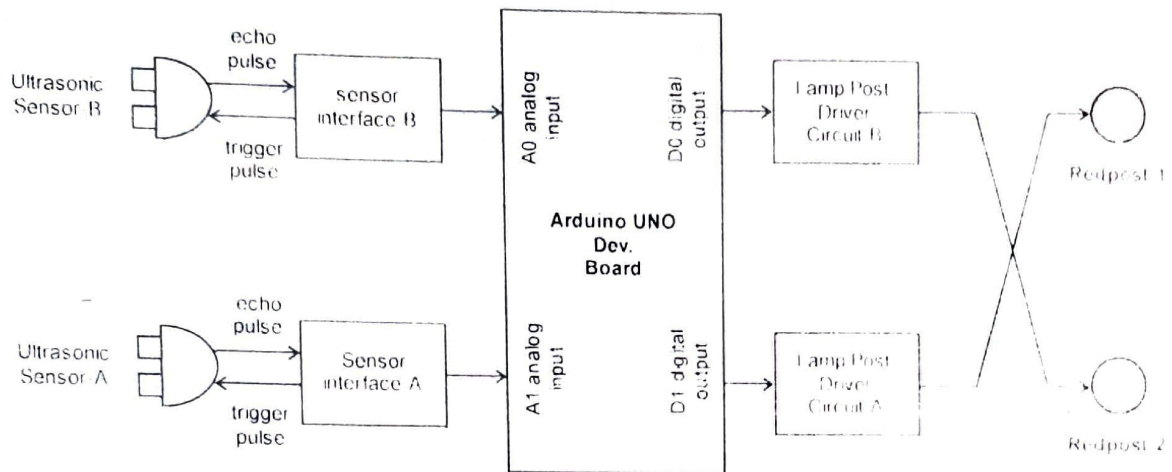 echo
pulse
Ultrasonic
Sensor B
sensor
interface B
trigger
pulse
A0 analog
input
D0 digital
output
Lamp Post
Driver
Circuit B
Redpost 1
Arduino UNO
Dev.
Board
echo
pulse
Ultrasonic
Sensor A
Sensor
interface A
trigger
pulse
A1 analog
input
D1 digital
output
Lamp Post
Driver
Circuit A
Redpost 2